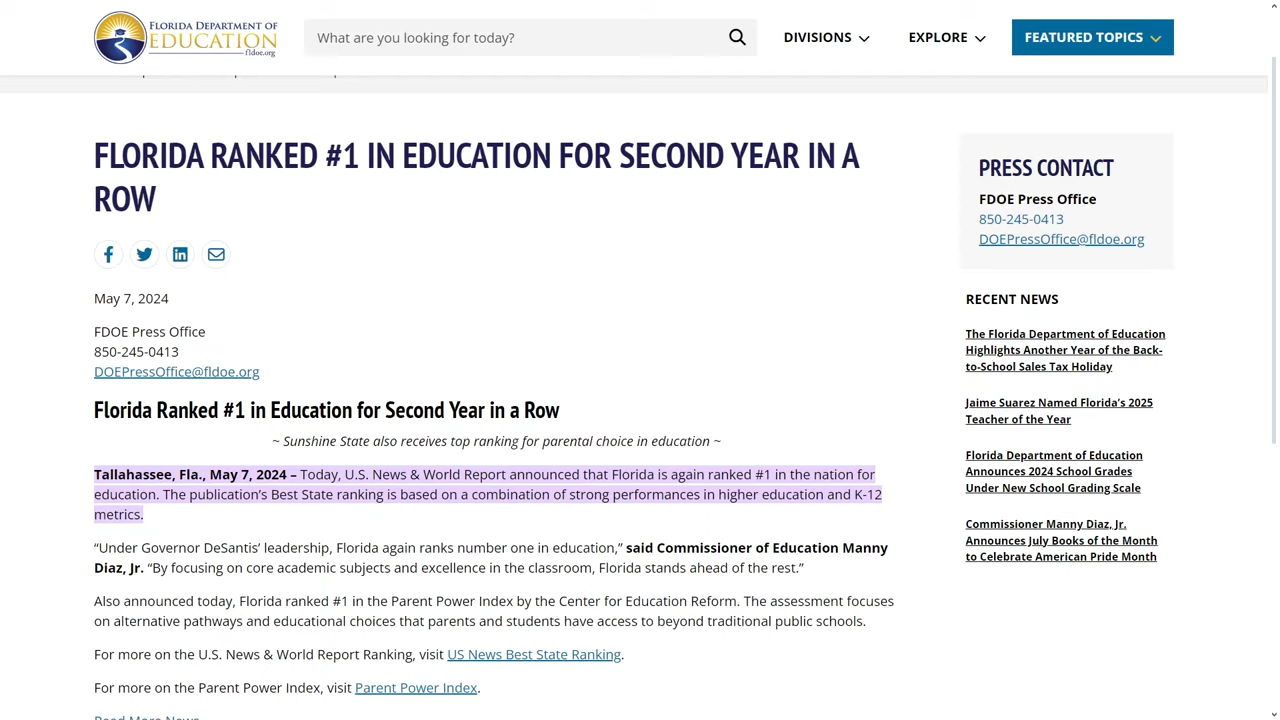 FLORIDA DEPARTMENT OF
EDUCATION
fldoe.org
What are you looking for today?
DIVISIONS
EXPLORE
FEATURED TOPICS
FLORIDA RANKED #1 IN EDUCATION FOR SECOND YEAR IN A
ROW
May 7, 2024
FDOE Press Office
850-245-0413
DOEPressOffice@fldoe.org
Florida Ranked #1 in Education for Second Year in a Row
~ Sunshine State also receives top ranking for parental choice in education ~
Tallahassee, Fla., May 7, 2024 – Today, U.S. News & World Report announced that Florida is again ranked #1 in the nation for
education. The publication’s Best State ranking is based on a combination of strong performances in higher education and K-12
metrics.
“Under Governor DeSantis’ leadership, Florida again ranks number one in education,” said Commissioner of Education Manny
Diaz, Jr. “By focusing on core academic subjects and excellence in the classroom, Florida stands ahead of the rest.”
Also announced today, Florida ranked #1 in the Parent Power Index by the Center for Education Reform. The assessment focuses
on alternative pathways and educational choices that parents and students have access to beyond traditional public schools.
For more on the U.S. News & World Report Ranking, visit US News Best State Ranking.
For more on the Parent Power Index, visit Parent Power Index.
Read More News
PRESS CONTACT
FDOE Press Office
850-245-0413
DOEPressOffice@fldoe.org
RECENT NEWS
The Florida Department of Education
Highlights Another Year of the Back-
to-School Sales Tax Holiday
Jaime Suarez Named Florida’s 2025
Teacher of the Year
Florida Department of Education
Announces 2024 School Grades
Under New School Grading Scale
Commissioner Manny Diaz, Jr.
Announces July Books of the Month
to Celebrate American Pride Month